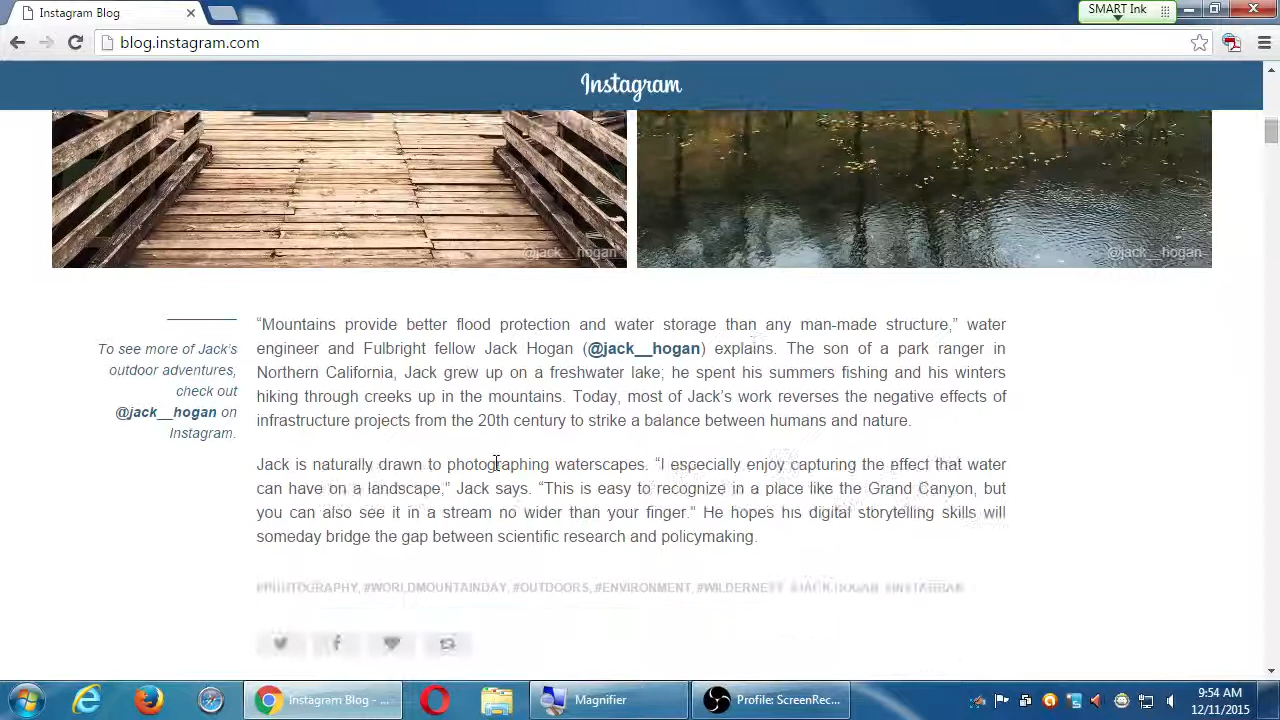 Instagram Blog
SMART Ink
blog.instagram.com
Instagram
@jack__hogan
@jack__hogan
To see more of Jack’s
outdoor adventures,
check out
@jack__hogan on
Instagram.
“Mountains provide better flood protection and water storage than any man-made structure,” water
engineer and Fulbright fellow Jack Hogan (@jack__hogan) explains. The son of a park ranger in
Northern California, Jack grew up on a freshwater lake; he spent his summers fishing and his winters
hiking through creeks up in the mountains. Today, most of Jack’s work reverses the negative effects of
infrastructure projects from the 20th century to strike a balance between humans and nature.
Jack is naturally drawn to photographing waterscapes. “I especially enjoy capturing the effect that water
can have on a landscape,” Jack says. “This is easy to recognize in a place like the Grand Canyon, but
you can also see it in a stream no wider than your finger.” He hopes his digital storytelling skills will
someday bridge the gap between scientific research and policymaking.
#PHOTOGRAPHY, #WORLDMOUNTAINDAY, #OUTDOORS, #ENVIRONMENT,
Instagram Blog - ...
Magnifier
Profile: ScreenRec...
9:54 AM
12/11/2015